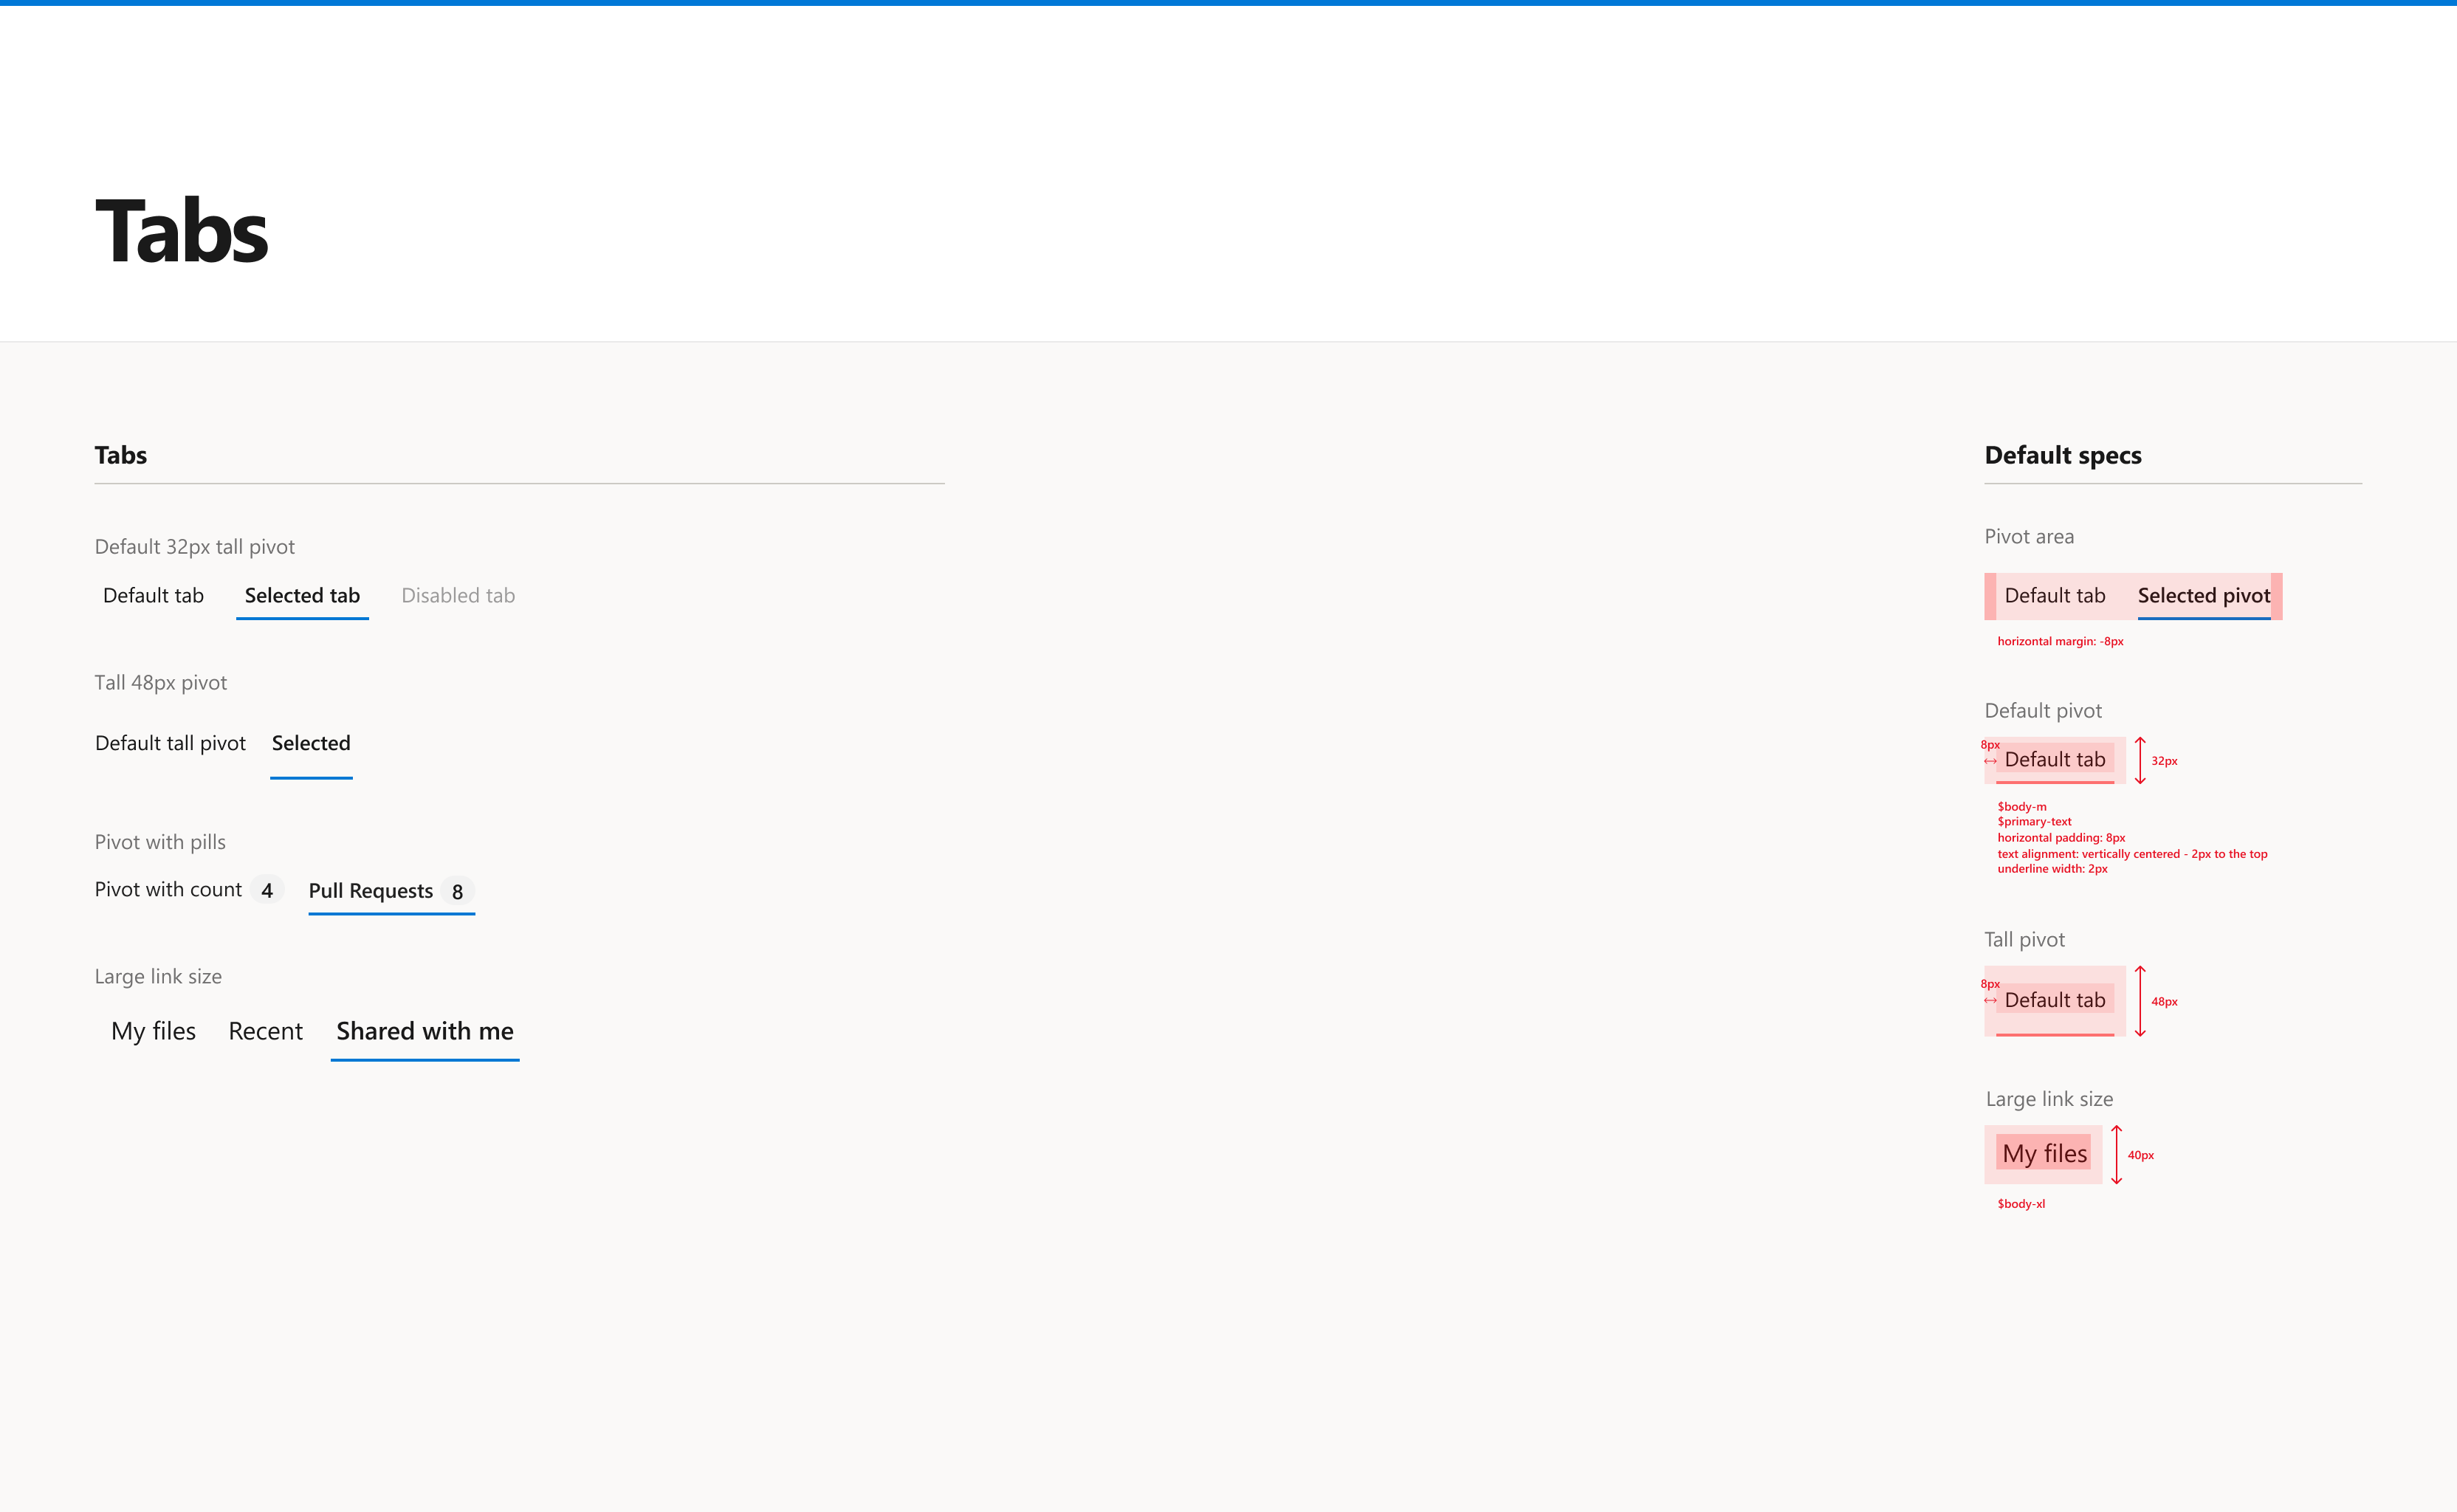 Tabs
Tabs
Default 32px tall pivot
Default tab Selected tab Disabled tab
Tall 48px pivot
Default tall pivot Selected
Pivot with pills
Pivot with count 4 Pull Requests 8
Large link size
My files Recent Shared with me
Default specs
Pivot area
Default tab Selected pivot
horizontal margin: -8px
Default pivot
8px
Default tab
32px
$body-m
$primary-text
horizontal padding: 8px
text alignment: vertically centered - 2px to the top
underline width: 2px
Tall pivot
8px
Default tab
48px
Large link size
My files
40px
$body-xl